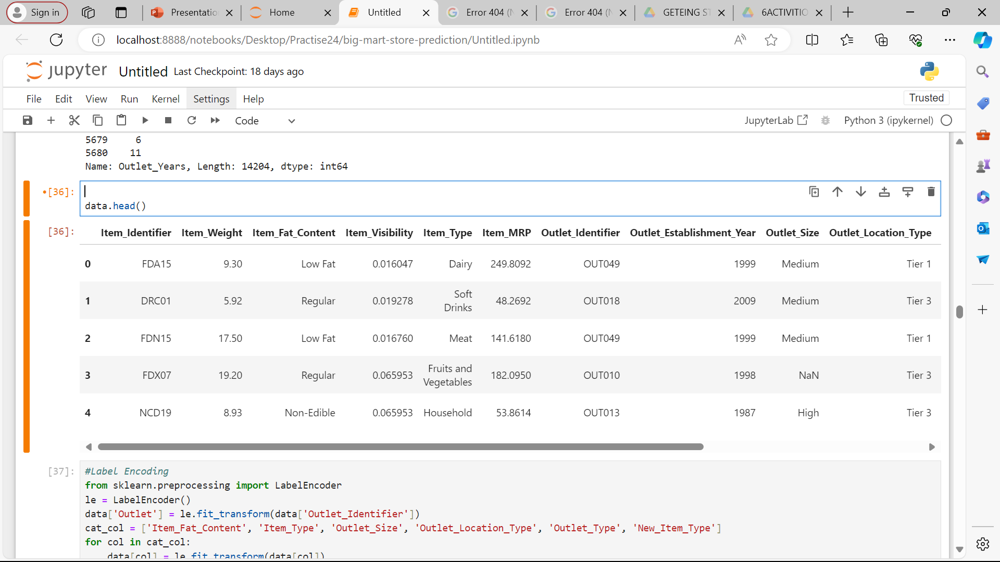 Sign in
Presentatio
Home
Untitled
Error 404 (N
Error 404 (N
GETEING ST
6ACTIVITIO
localhost:8888/notebooks/Desktop/Practise24/big-mart-store-prediction/Untitled.ipynb
jupyter Untitled Last Checkpoint: 18 days ago
File Edit View Run Kernel Settings Help
Trusted
Code
JupyterLab
Python 3 (ipykernel)
5679 6
5680 11
Name: Outlet_Years, Length: 14204, dtype: int64
•[36]:
data.head()
[36]:
Item_Identifier Item_Weight Item_Fat_Content Item_Visibility Item_Type Item_MRP Outlet_Identifier Outlet_Establishment_Year Outlet_Size Outlet_Location_Type
0 FDA15 9.30 Low Fat 0.016047 Dairy 249.8092 OUT049 1999 Medium Tier 1
1 DRC01 5.92 Regular 0.019278 Soft Drinks 48.2692 OUT018 2009 Medium Tier 3
2 FDN15 17.50 Low Fat 0.016760 Meat 141.6180 OUT049 1999 Medium Tier 1
3 FDX07 19.20 Regular 0.065953 Fruits and Vegetables 182.0950 OUT010 1998 NaN Tier 3
4 NCD19 8.93 Non-Edible 0.065953 Household 53.8614 OUT013 1987 High Tier 3
[37]:
#Label Encoding
from sklearn.preprocessing import LabelEncoder
le = LabelEncoder()
data['Outlet'] = le.fit_transform(data['Outlet_Identifier'])
cat_col = ['Item_Fat_Content', 'Item_Type', 'Outlet_Size', 'Outlet_Location_Type', 'Outlet_Type', 'New_Item_Type']
for col in cat_col:
data[col] = le.fit_transform(data[col])